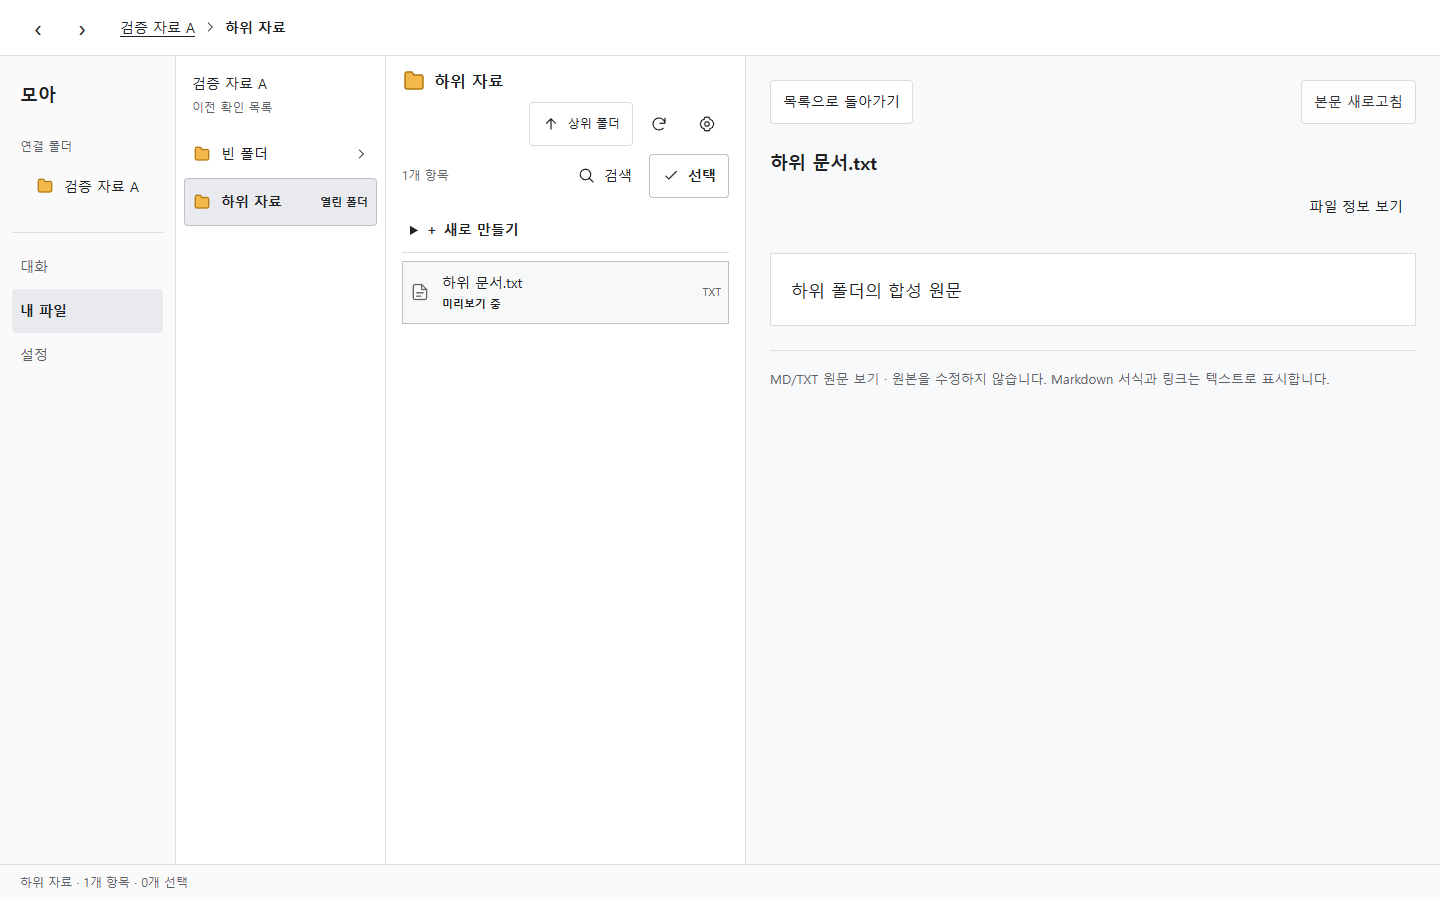 ‹ › 검증 자료 A > 하위 자료
모아
연결 폴더
검증 자료 A
대화
내 파일
설정
검증 자료 A
이전 확인 목록
빈 폴더
하위 자료 열린 폴더
하위 자료
상위 폴더
1개 항목 검색 선택
+ 새로 만들기
하위 문서.txt
미리보기 중
TXT
목록으로 돌아가기 본문 새로고침
하위 문서.txt
파일 정보 보기
하위 폴더의 합성 원문
MD/TXT 원문 보기 · 원본을 수정하지 않습니다. Markdown 서식과 링크는 텍스트로 표시합니다.
하위 자료 · 1개 항목 · 0개 선택